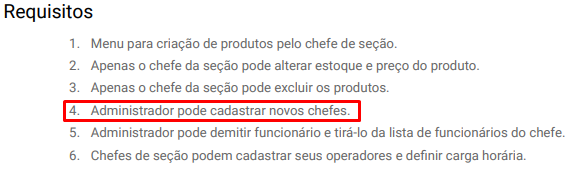 Requisitos
1. Menu para criação de produtos pelo chefe de seção.
2. Apenas o chefe da seção pode alterar estoque e preço do produto.
3. Apenas o chefe da seção pode excluir os produtos.
4. Administrador pode cadastrar novos chefes.
5. Administrador pode demitir funcionário e tirá-lo da lista de funcionários do chefe.
6. Chefes de seção podem cadastrar seus operadores e definir carga horária.